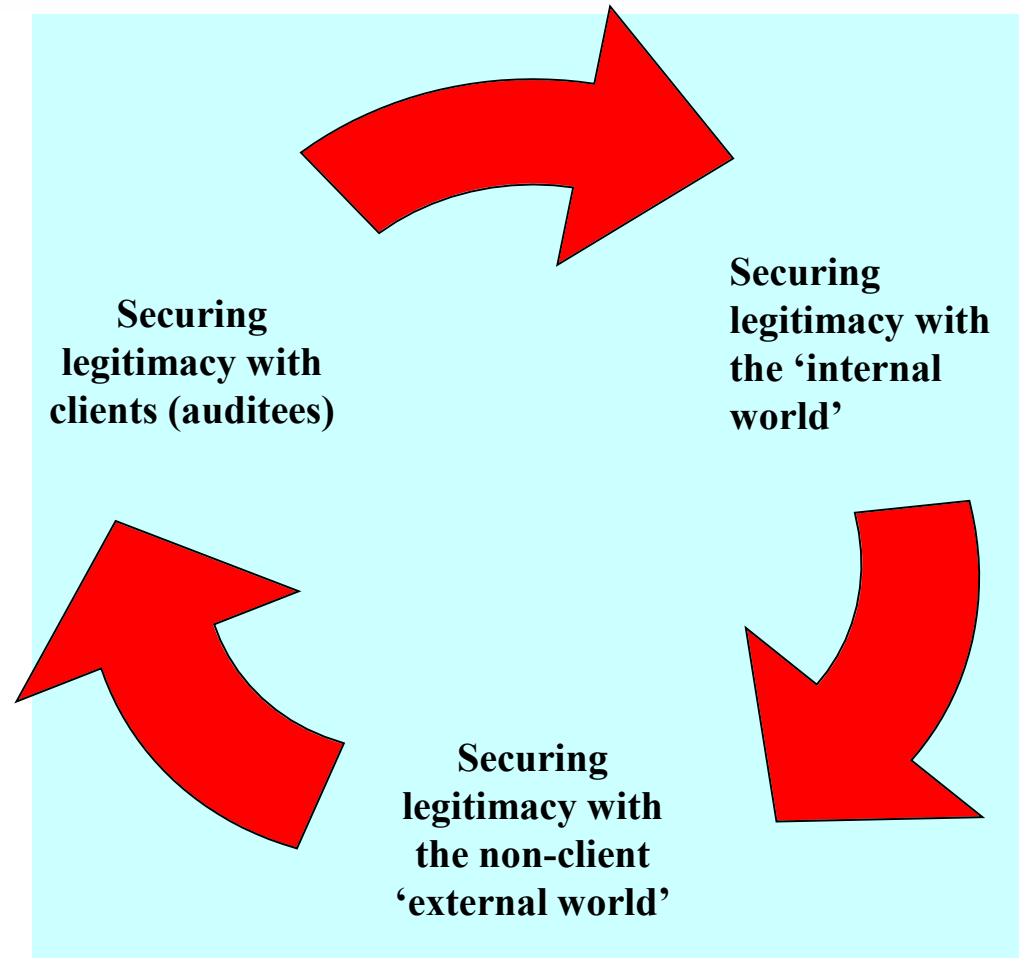 Securing
legitimacy with
clients (auditees)
Securing
legitimacy with
the ‘internal
world’
Securing
legitimacy with
the non-client
‘external world’